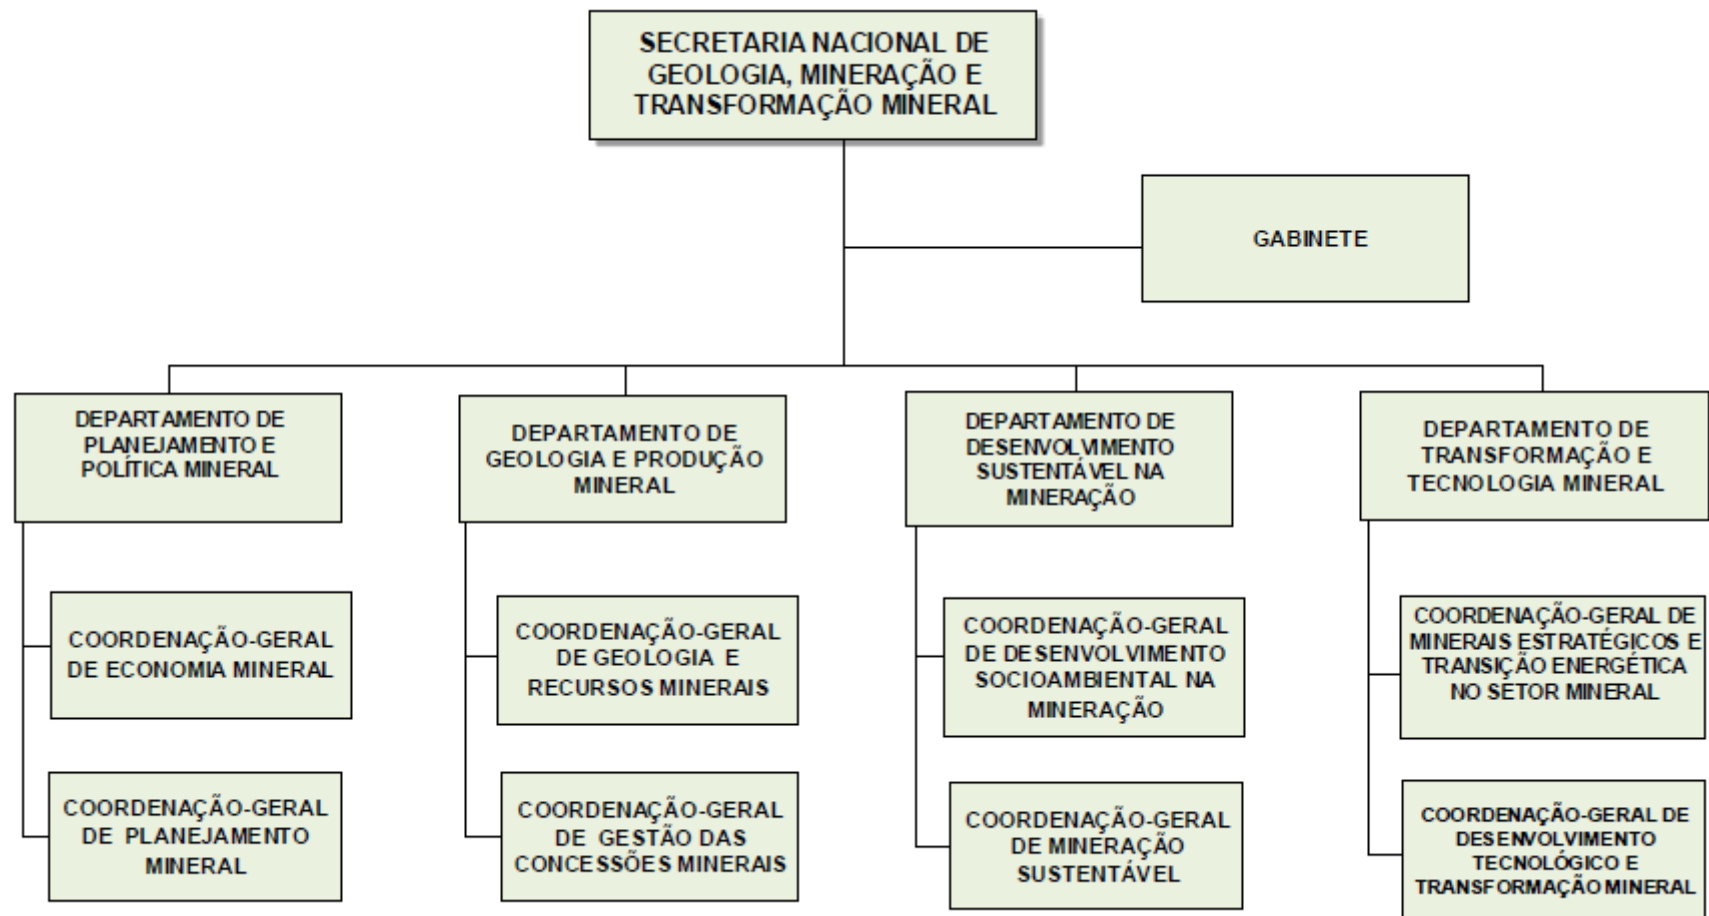 SECRETARIA NACIONAL DE
GEOLOGIA, MINERAÇÃO E
TRANSFORMAÇÃO MINERAL
GABINETE
DEPARTAMENTO DE
PLANEJAMENTO E
POLÍTICA MINERAL
DEPARTAMENTO DE
GEOLOGIA E PRODUÇÃO
MINERAL
DEPARTAMENTO DE
DESENVOLVIMENTO
SUSTENTÁVEL NA
MINERAÇÃO
DEPARTAMENTO DE
TRANSFORMAÇÃO E
TECNOLOGIA MINERAL
COORDENAÇÃO-GERAL
DE ECONOMIA MINERAL
COORDENAÇÃO-GERAL
DE GEOLOGIA E
RECURSOS MINERAIS
COORDENAÇÃO-GERAL
DE DESENVOLVIMENTO
SOCIOAMBIENTAL NA
MINERAÇÃO
COORDENAÇÃO-GERAL DE
MINERAIS ESTRATÉGICOS E
TRANSIÇÃO ENERGÉTICA
NO SETOR MINERAL
COORDENAÇÃO-GERAL
DE PLANEJAMENTO
MINERAL
COORDENAÇÃO-GERAL
DE GESTÃO DAS
CONCESSÕES MINERAIS
COORDENAÇÃO-GERAL
DE MINERAÇÃO
SUSTENTÁVEL
COORDENAÇÃO-GERAL DE
DESENVOLVIMENTO
TECNOLÓGICO E
TRANSFORMAÇÃO MINERAL